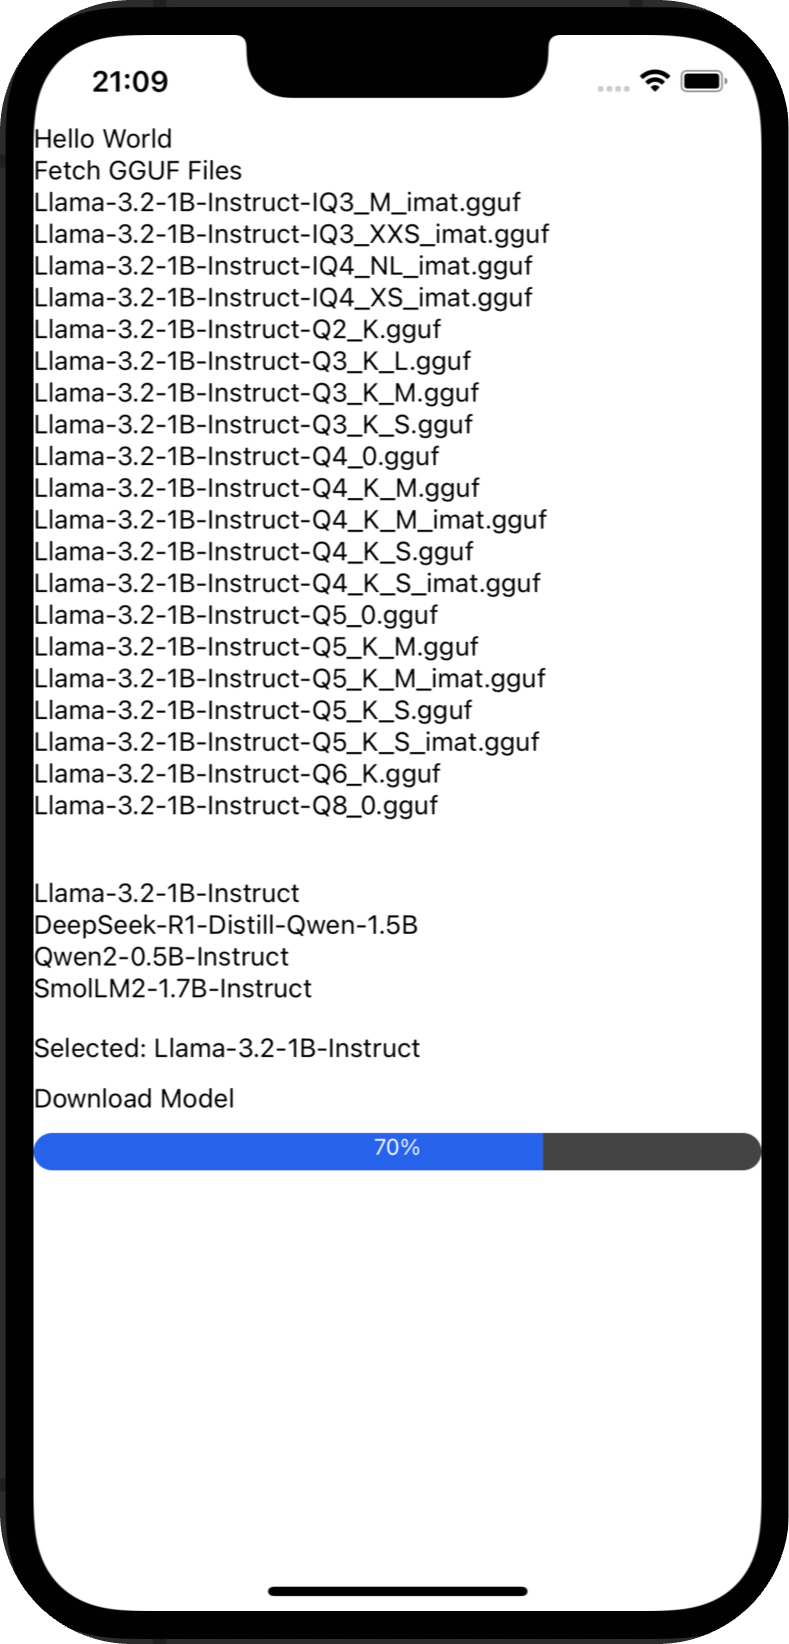 21:09
Hello World
Fetch GGUF Files
Llama-3.2-1B-Instruct-IQ3_M_imat.gguf
Llama-3.2-1B-Instruct-IQ3_XXS_imat.gguf
Llama-3.2-1B-Instruct-IQ4_NL_imat.gguf
Llama-3.2-1B-Instruct-IQ4_XS_imat.gguf
Llama-3.2-1B-Instruct-Q2_K.gguf
Llama-3.2-1B-Instruct-Q3_K_L.gguf
Llama-3.2-1B-Instruct-Q3_K_M.gguf
Llama-3.2-1B-Instruct-Q3_K_S.gguf
Llama-3.2-1B-Instruct-Q4_0.gguf
Llama-3.2-1B-Instruct-Q4_K_M.gguf
Llama-3.2-1B-Instruct-Q4_K_M_imat.gguf
Llama-3.2-1B-Instruct-Q4_K_S.gguf
Llama-3.2-1B-Instruct-Q4_K_S_imat.gguf
Llama-3.2-1B-Instruct-Q5_0.gguf
Llama-3.2-1B-Instruct-Q5_K_M.gguf
Llama-3.2-1B-Instruct-Q5_K_M_imat.gguf
Llama-3.2-1B-Instruct-Q5_K_S.gguf
Llama-3.2-1B-Instruct-Q5_K_S_imat.gguf
Llama-3.2-1B-Instruct-Q6_K.gguf
Llama-3.2-1B-Instruct-Q8_0.gguf
Llama-3.2-1B-Instruct
DeepSeek-R1-Distill-Qwen-1.5B
Qwen2-0.5B-Instruct
SmolLM2-1.7B-Instruct
Selected: Llama-3.2-1B-Instruct
Download Model
70%